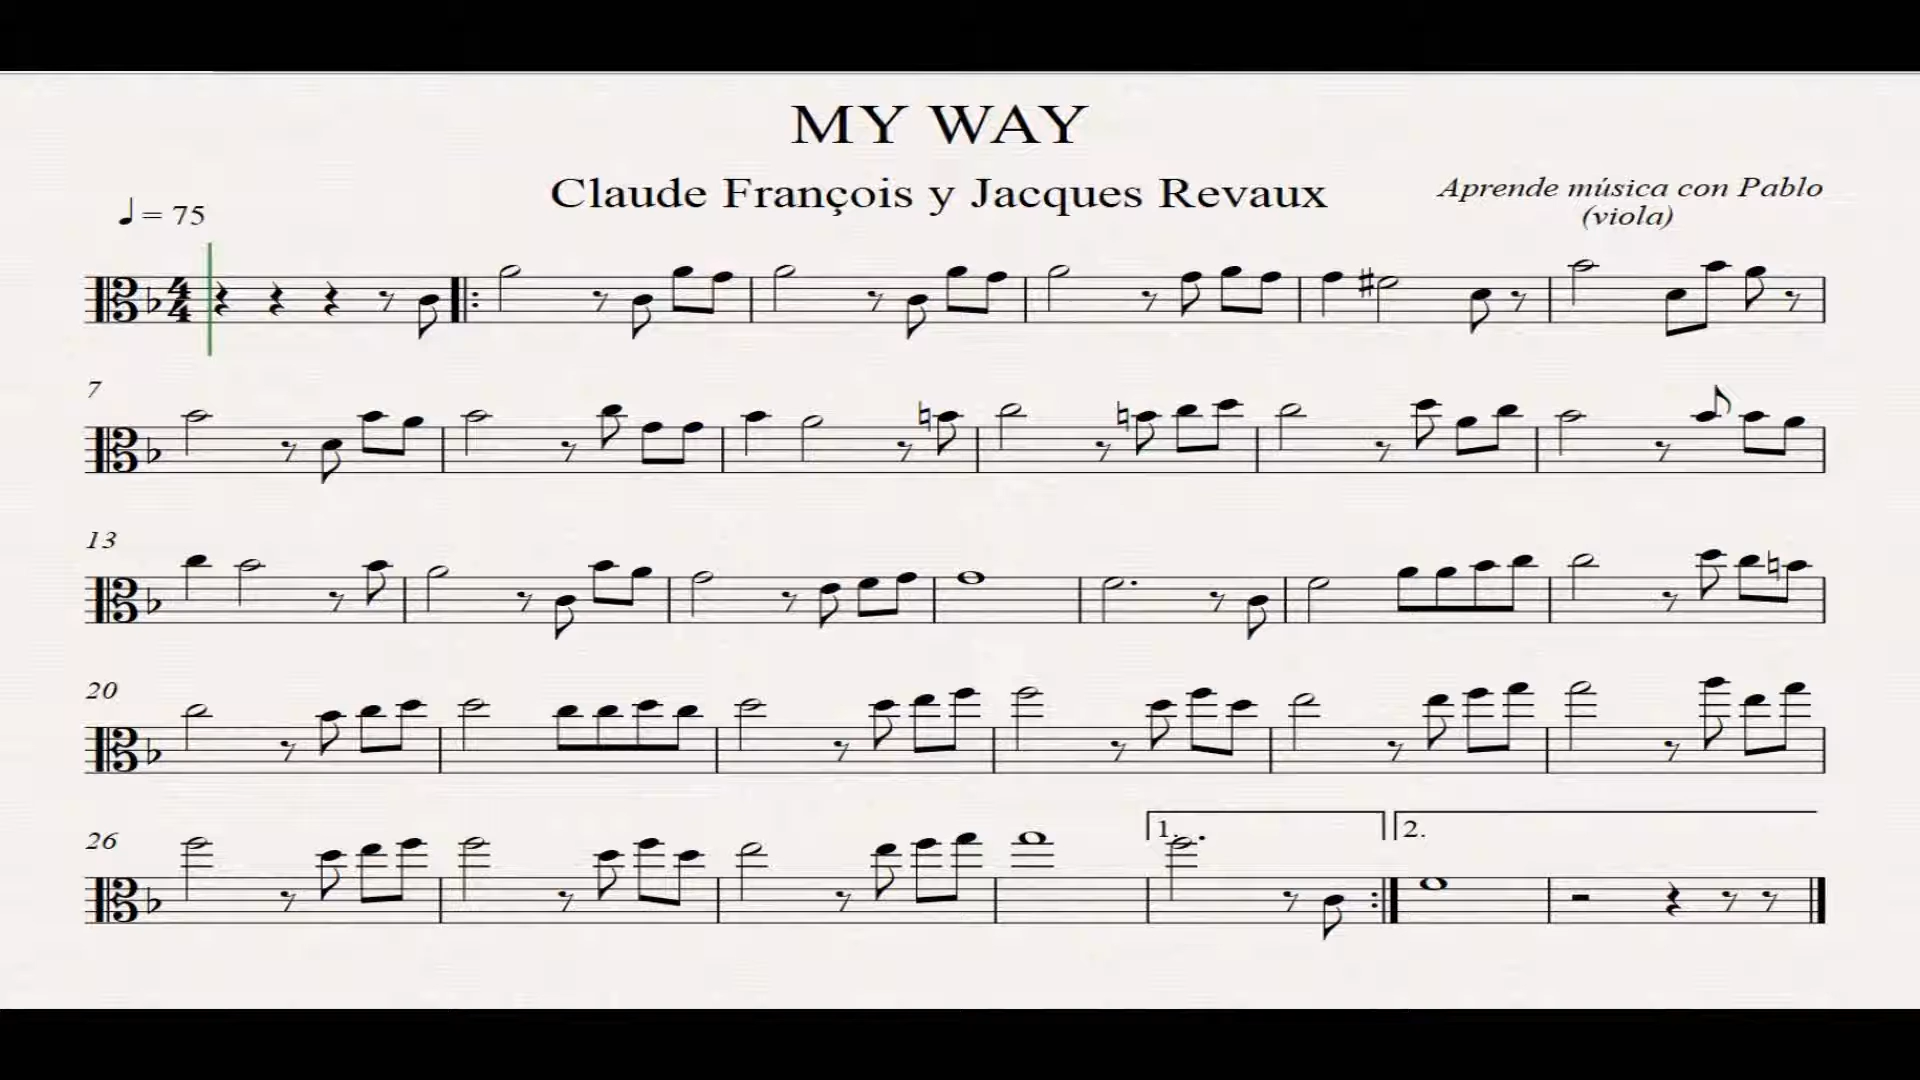 MY WAY
Claude François y Jacques Revaux
Aprende música con Pablo
(viola)
= 75
4
4
7
13
20
26
1.
2.